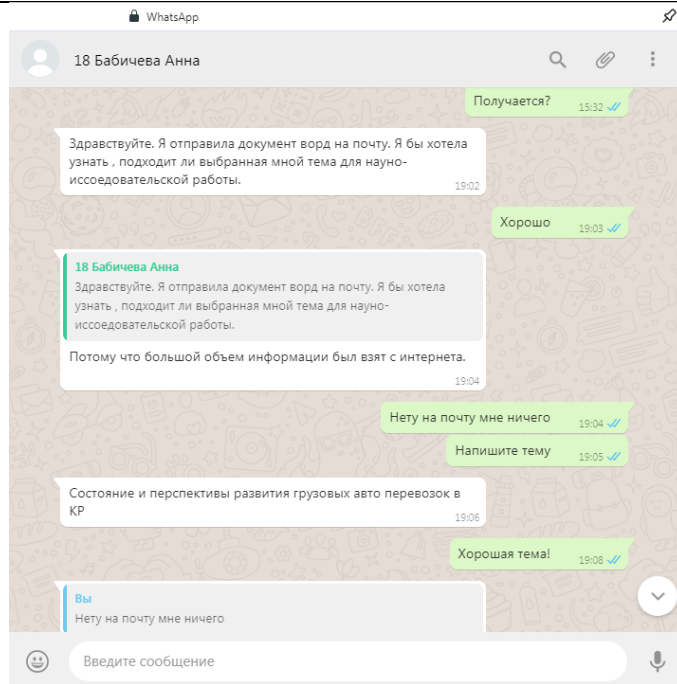 WhatsApp
18 Бабичева Анна
Получается?
15:32
Здравствуйте. Я отправила документ ворд на почту. Я бы хотела
узнать , подходит ли выбранная мной тема для науно-
иссоедовательской работы.
19:02
Хорошо
19:03
18 Бабичева Анна
Здравствуйте. Я отправила документ ворд на почту. Я бы хотела
узнать , подходит ли выбранная мной тема для науно-
иссоедовательской работы.
Потому что большой объем информации был взят с интернета.
19:04
Нету на почту мне ничего
19:04
Напишите тему
19:05
Состояние и перспективы развития грузовых авто перевозок в
КР
19:06
Хорошая тема!
19:08
Вы
Нету на почту мне ничего
Введите сообщение